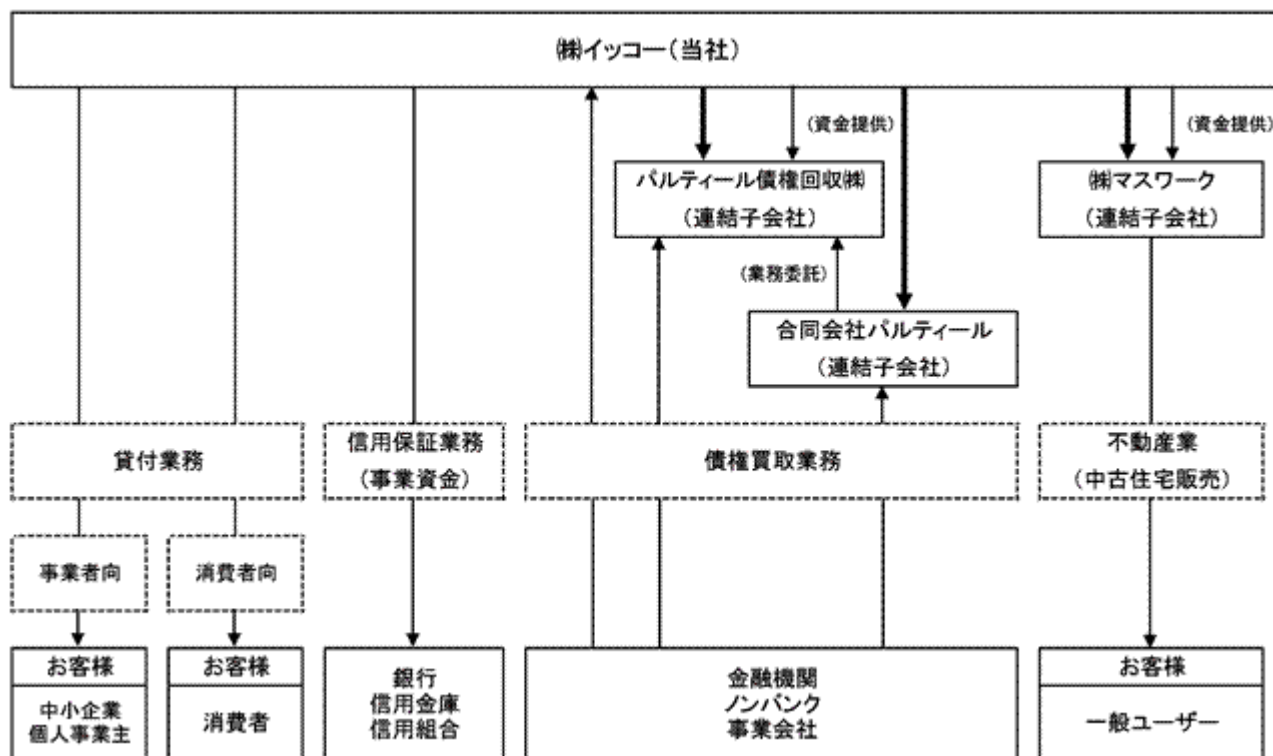 ㈱イッコー（当社）
（資金提供）
（資金提供）
パルティール債権回収㈱
（連結子会社）
㈱マスワーク
（連結子会社）
（業務委託）
合同会社パルティール
（連結子会社）
貸付業務
信用保証業務
（事業資金）
債権買取業務
不動産業
（中古住宅販売）
事業者向
消費者向
お客様
中小企業
個人事業主
お客様
消費者
銀行
信用金庫
信用組合
金融機関
ノンバンク
事業会社
お客様
一般ユーザー